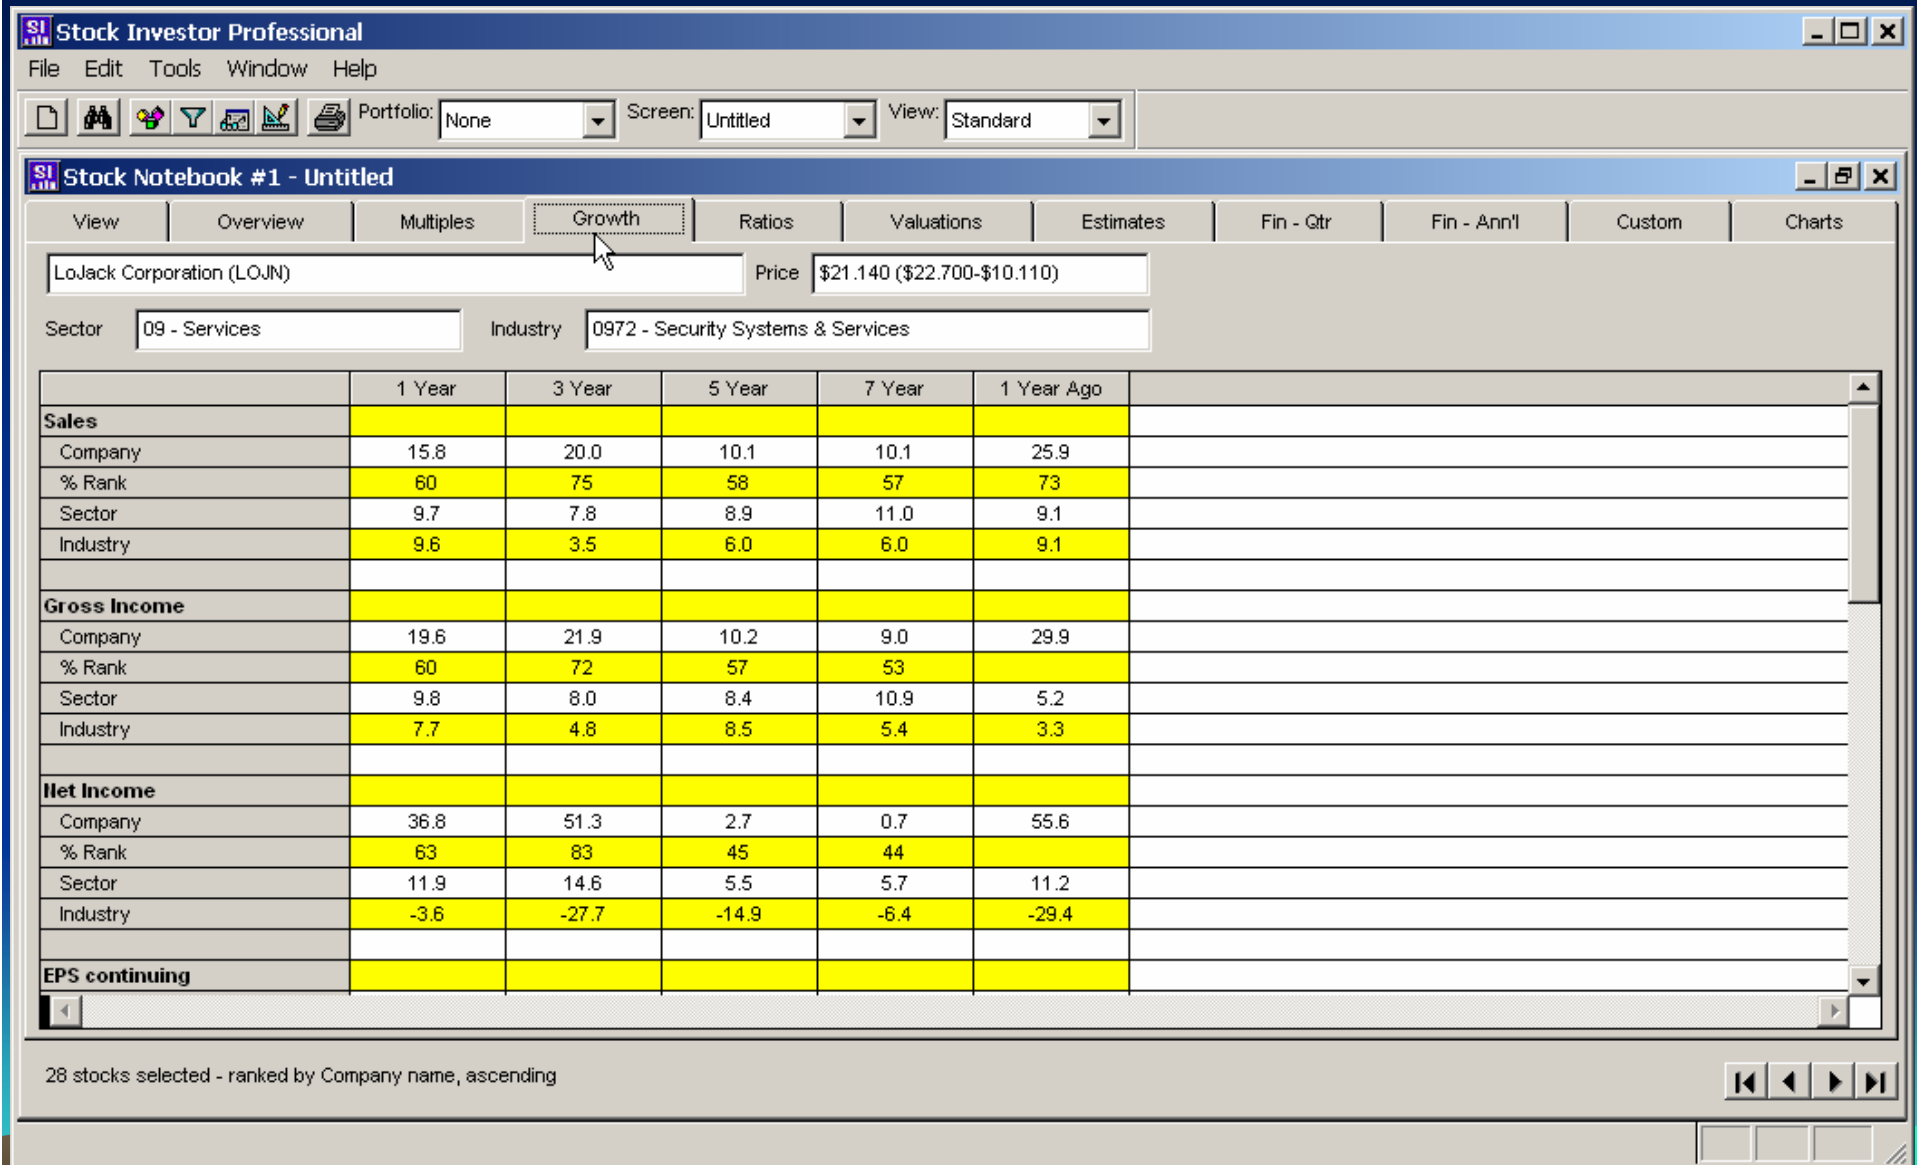 Stock Investor Professional
File Edit Tools Window Help
Portfolio: None Screen: Untitled View: Standard
Stock Notebook #1 - Untitled
View Overview Multiples Growth Ratios Valuations Estimates Fin - Qtr Fin - Ann'l Custom Charts
LoJack Corporation (LOJN) Price $21.140 ($22.700-$10.110)
Sector 09 - Services Industry 0972 - Security Systems & Services
1 Year 3 Year 5 Year 7 Year 1 Year Ago
Sales
Company 15.8 20.0 10.1 10.1 25.9
% Rank 60 75 58 57 73
Sector 9.7 7.8 8.9 11.0 9.1
Industry 9.6 3.5 6.0 6.0 9.1
Gross Income
Company 19.6 21.9 10.2 9.0 29.9
% Rank 60 72 57 53
Sector 9.8 8.0 8.4 10.9 5.2
Industry 7.7 4.8 8.5 5.4 3.3
Net Income
Company 36.8 51.3 2.7 0.7 55.6
% Rank 63 83 45 44
Sector 11.9 14.6 5.5 5.7 11.2
Industry -3.6 -27.7 -14.9 -6.4 -29.4
EPS continuing
28 stocks selected - ranked by Company name, ascending